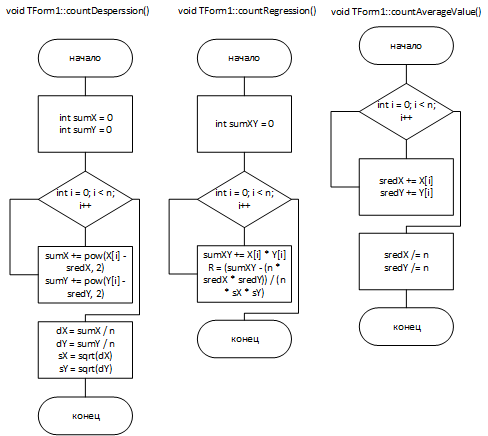 void TForm1::countDesperssion()
начало
int sumX = 0
int sumY = 0
int i = 0; i < n;
i++
sumX += pow(X[i] -
sredX, 2)
sumY += pow(Y[i] -
sredY, 2)
dX = sumX / n
dY = sumY / n
sX = sqrt(dX)
sY = sqrt(dY)
конец
void TForm1::countRegression()
начало
int sumXY = 0
int i = 0; i < n;
i++
sumXY += X[i] * Y[i]
R = (sumXY - (n *
sredX * sredY)) / (n
* sX * sY)
конец
void TForm1::countAverageValue()
начало
int i = 0; i < n;
i++
sredX += X[i]
sredY += Y[i]
sredX /= n
sredY /= n
конец